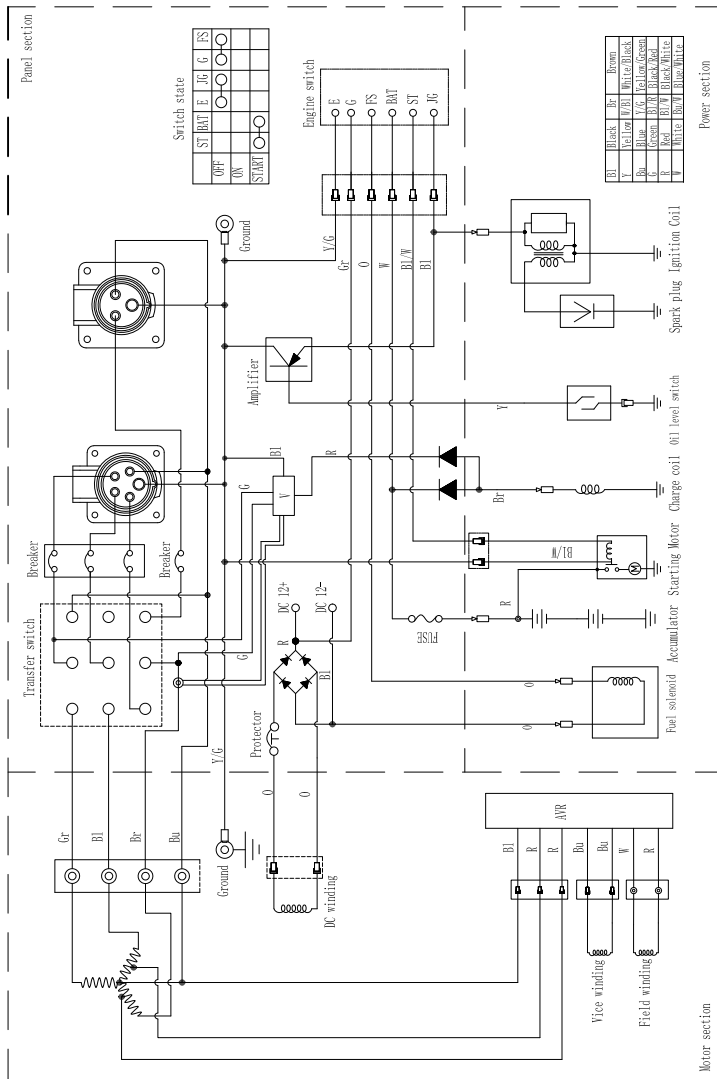 Panel section
Switch state
ST BAT E JG G FS
OFF
ON
START
Engine switch
E
G
FS
BAT
ST
JG
Bl Black Br Brown
Y Yellow W/Bl White/Black
Bu Blue Y/G Yellow/Green
G Green Bl/R Black/Red
R Red Bl/W Black/White
W White Bu/W Blue/White
Power section
Ground
Y/G
Gr
O
W
Bl/W
Bl
Amplifier
Spark plug
Ignition Coil
Y
Oil level switch
Breaker
Breaker
Bl
V
G
G
R
Br
Charge coil
Transfer switch
DC 12+
DC 12-
R
Bl
Bl/W
Starting Motor
M
FUSE
R
Accumulator
Protector
O
O
O
O
Fuel solenoid
Y/G
Gr
Bl
Br
Bu
Ground
DC winding
AVR
Bl
R
R
Bu
Bu
W
R
Vice winding
Field winding
Motor section